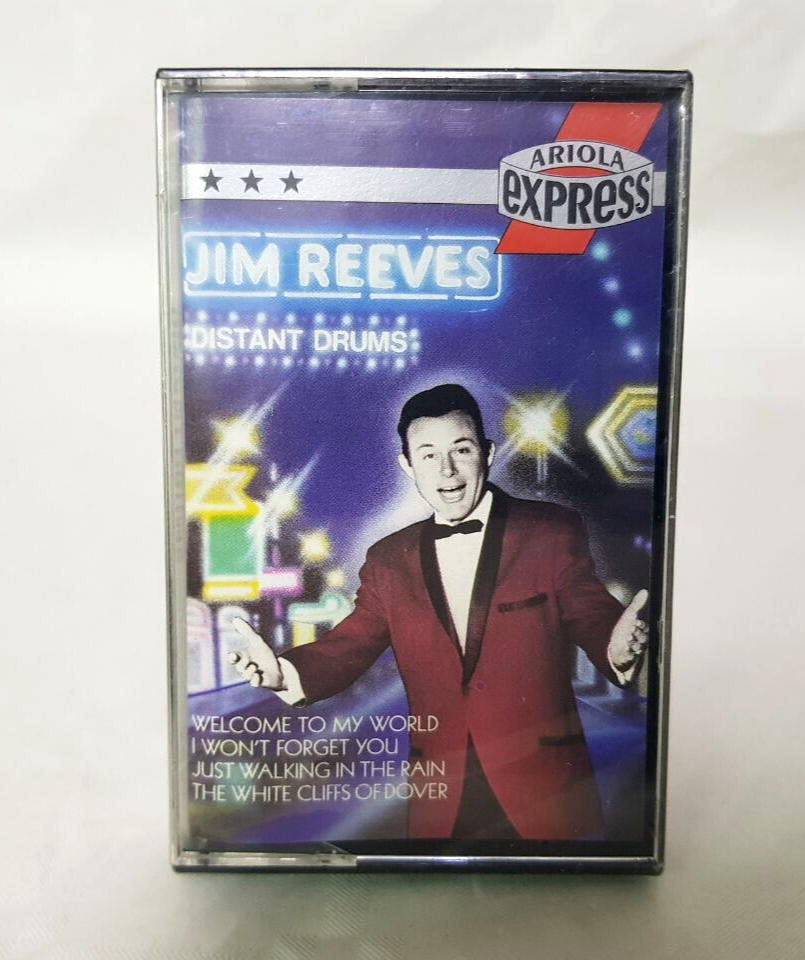 ARIOLA
EXPRESS
JIM REEVES
DISTANT DRUMS
WELCOME TO MY WORLD
I WON'T FORGET YOU
JUST WALKING IN THE RAIN
THE WHITE CLIFFS OF DOVER